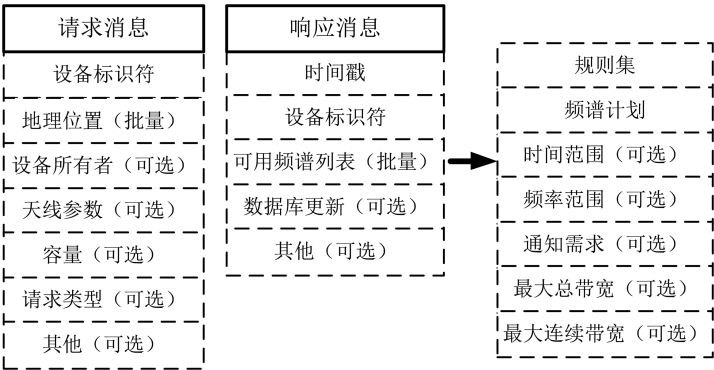 请求消息
设备标识符
地理位置（批量）
设备所有者（可选）
天线参数（可选）
容量（可选）
请求类型（可选）
其他（可选）
响应消息
时间戳
设备标识符
可用频谱列表（批量）
数据库更新（可选）
其他（可选）
规则集
频谱计划
时间范围（可选）
频率范围（可选）
通知需求（可选）
最大总带宽（可选）
最大连续带宽（可选）